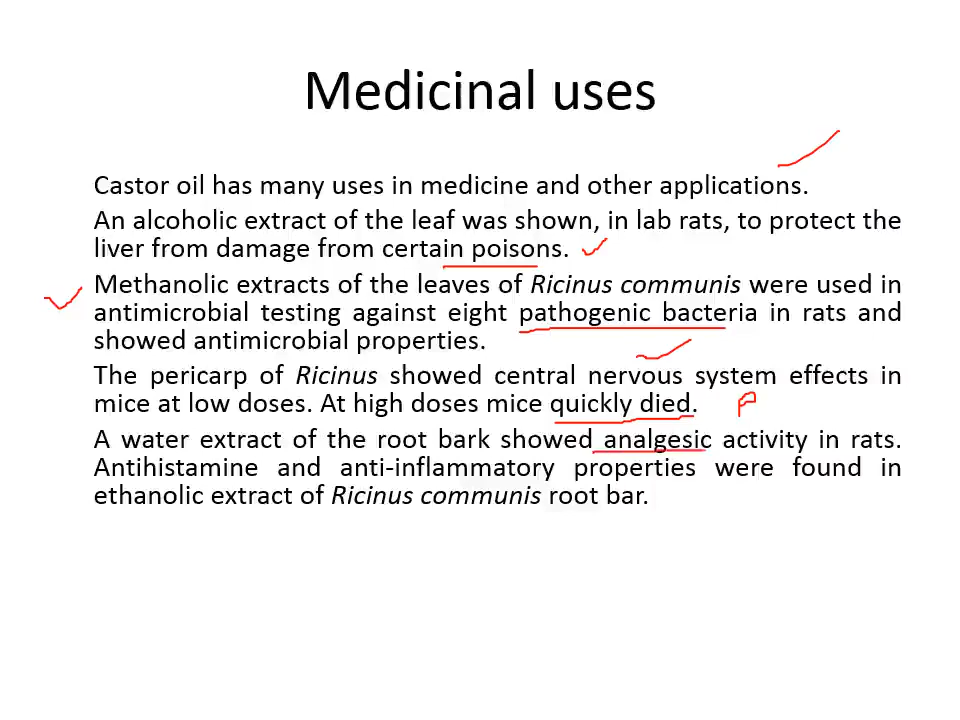 Medicinal uses
Castor oil has many uses in medicine and other applications.
An alcoholic extract of the leaf was shown, in lab rats, to protect the
liver from damage from certain poisons.
Methanolic extracts of the leaves of Ricinus communis were used in
antimicrobial testing against eight pathogenic bacteria in rats and
showed antimicrobial properties.
The pericarp of Ricinus showed central nervous system effects in
mice at low doses. At high doses mice quickly died.
A water extract of the root bark showed analgesic activity in rats.
Antihistamine and anti-inflammatory properties were found in
ethanolic extract of Ricinus communis root bar.